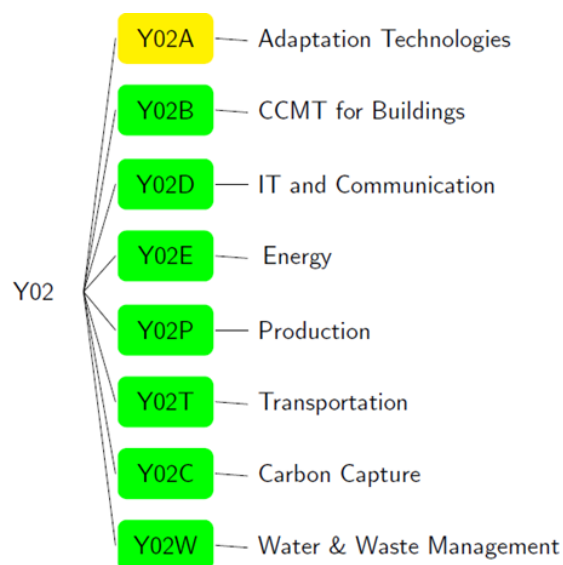 Y02A Adaptation Technologies
Y02B CCMT for Buildings
Y02D IT and Communication
Y02E Energy
Y02
Y02P Production
Y02T Transportation
Y02C Carbon Capture
Y02W Water & Waste Management